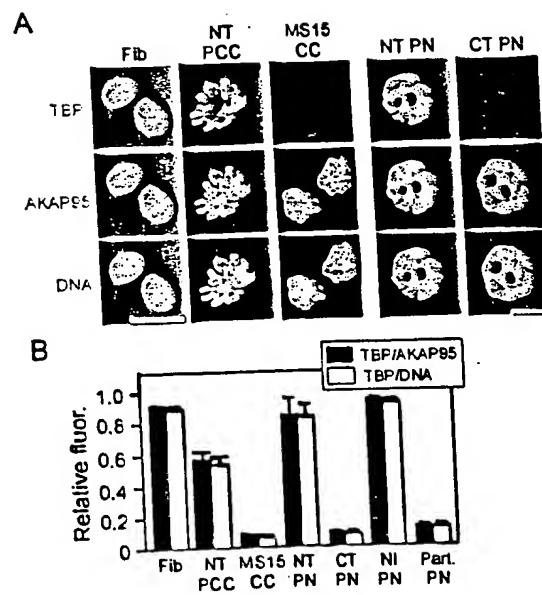 A
Fib
NT PCC
MS15 CC
NT PN
CT PN
TBP
AKAP95
DNA
B
TBP/AKAP95
TBP/DNA
Relative fluor.
1.0
0.8
0.6
0.4
0.2
0
Fib
NT PCC
MS15 CC
NT PN
CT PN
NI PN
Part. PN